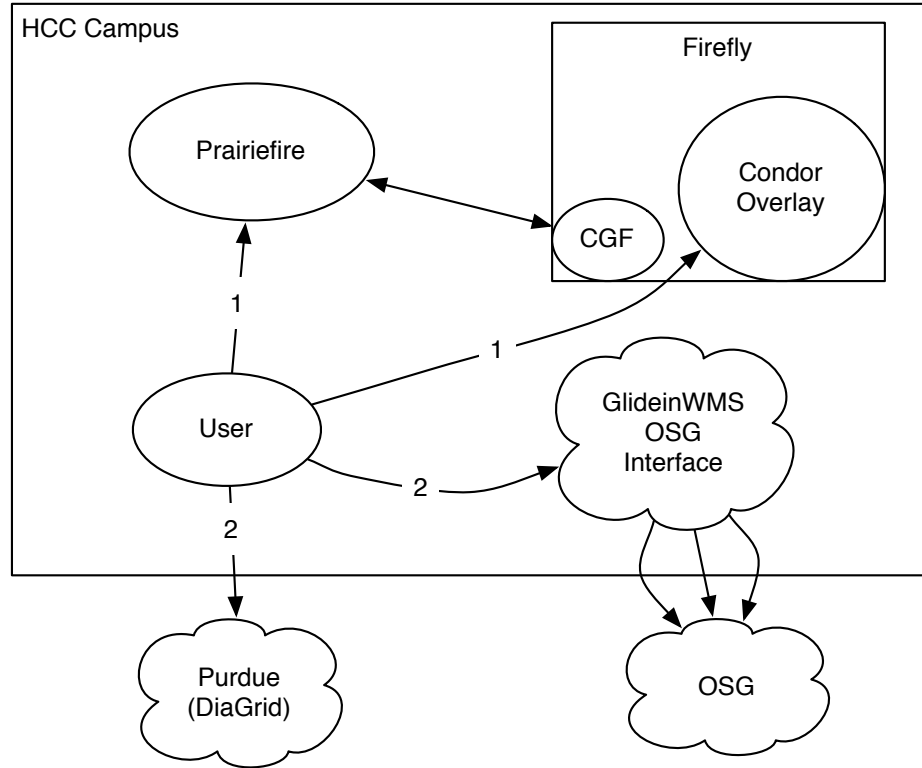 HCC Campus
Firefly
Prairiefire
Condor
Overlay
CGF
1
1
User
GlideinWMS
OSG
Interface
2
2
Purdue
(DiaGrid)
OSG